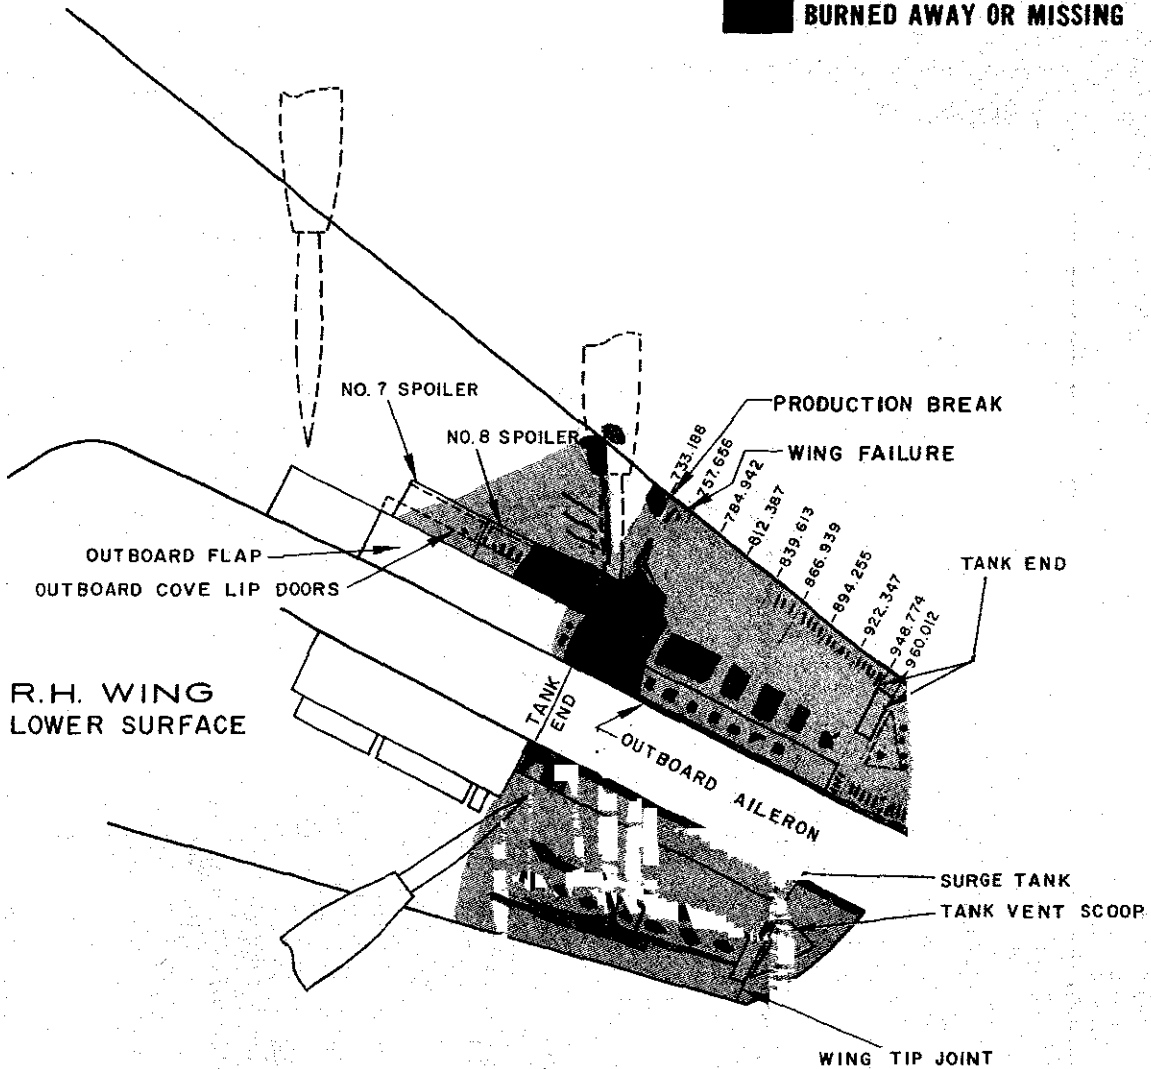 BURNED AWAY OR MISSING
NO. 7 SPOILER
NO. 8 SPOILER
PRODUCTION BREAK
WING FAILURE
733.188
757.656
784.942
812.387
839.613
866.939
894.255
922.347
948.774
960.012
TANK END
OUTBOARD FLAP
OUTBOARD COVE LIP DOORS
R.H. WING
LOWER SURFACE
TANK
END
OUTBOARD AILERON
SURGE TANK
TANK VENT SCOOP
WING TIP JOINT